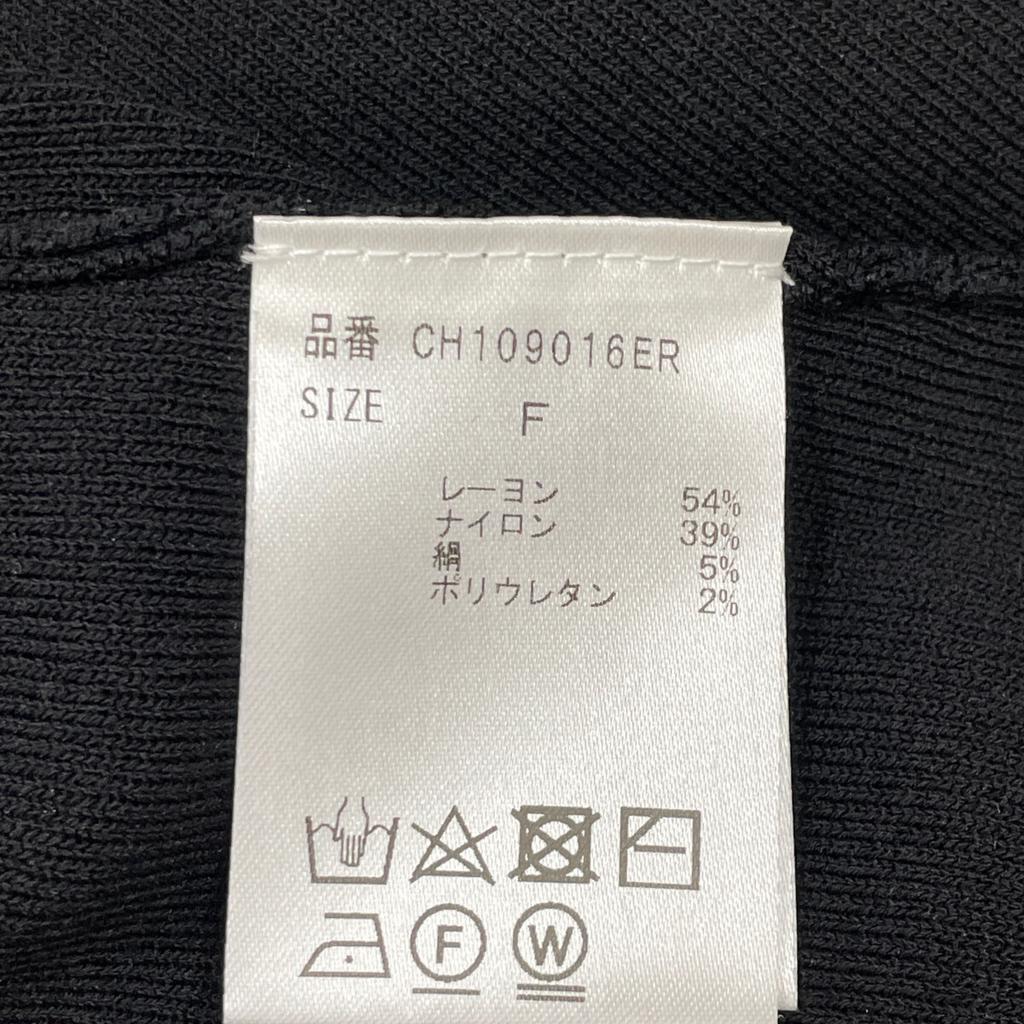 品番 CH109016ER
SIZE F
レーヨン 54%
ナイロン 39%
絹 5%
ポリウレタン 2%
F W